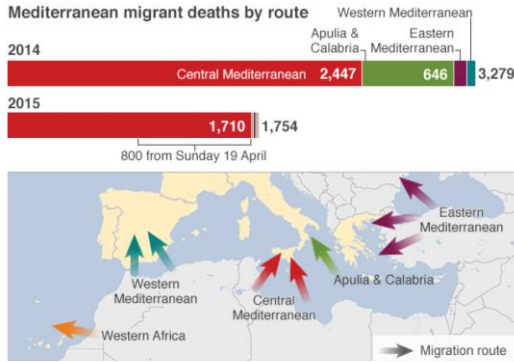 Mediterranean migrant deaths by route
Western Mediterranean
Apulia &
Calabria
Eastern
Mediterranean
2014
Central Mediterranean 2,447 646 3,279
2015
1,710 1,754
800 from Sunday 19 April
Eastern
Mediterranean
Western
Mediterranean
Central
Mediterranean
Apulia & Calabria
Western Africa
Migration route